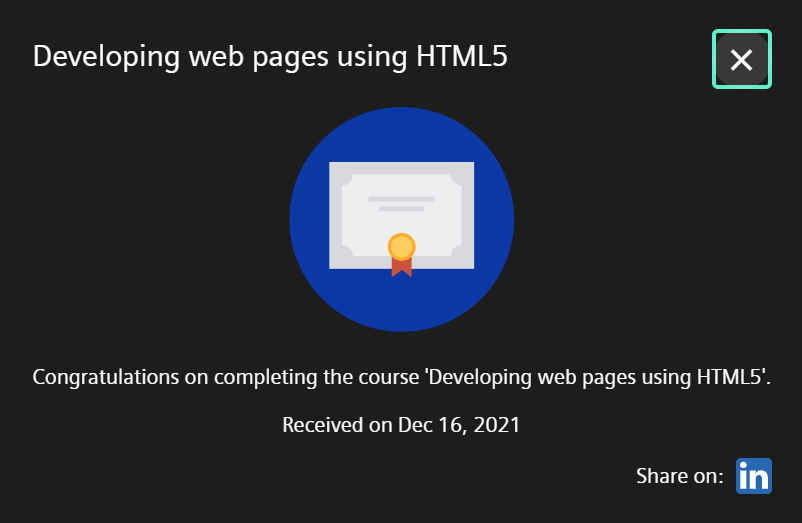 Developing web pages using HTML5
Congratulations on completing the course 'Developing web pages using HTML5'.
Received on Dec 16, 2021
Share on: in